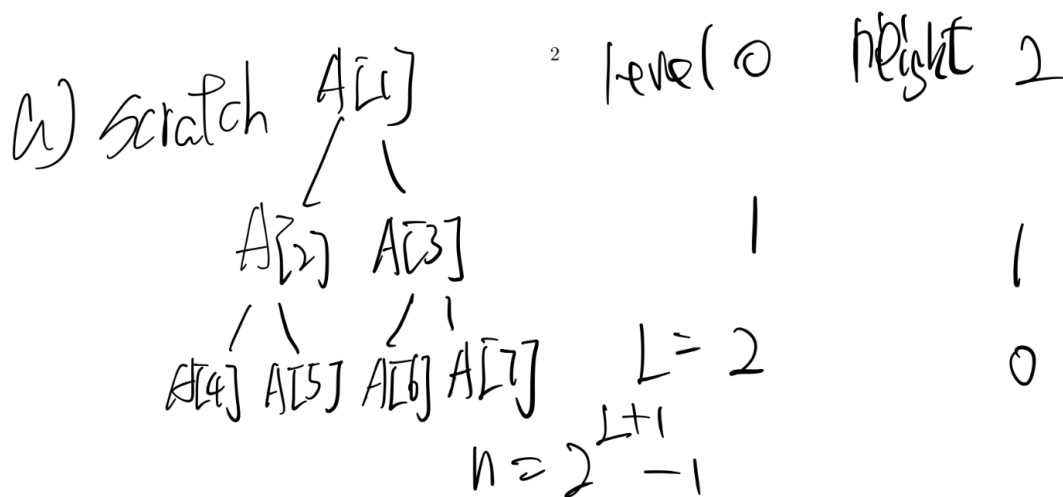 2
a) scratch A[1] level 0 height 2
A[2] A[3] 1 1
A[4] A[5] A[6] A[7] L = 2 0
n = 2^{L+1} - 1